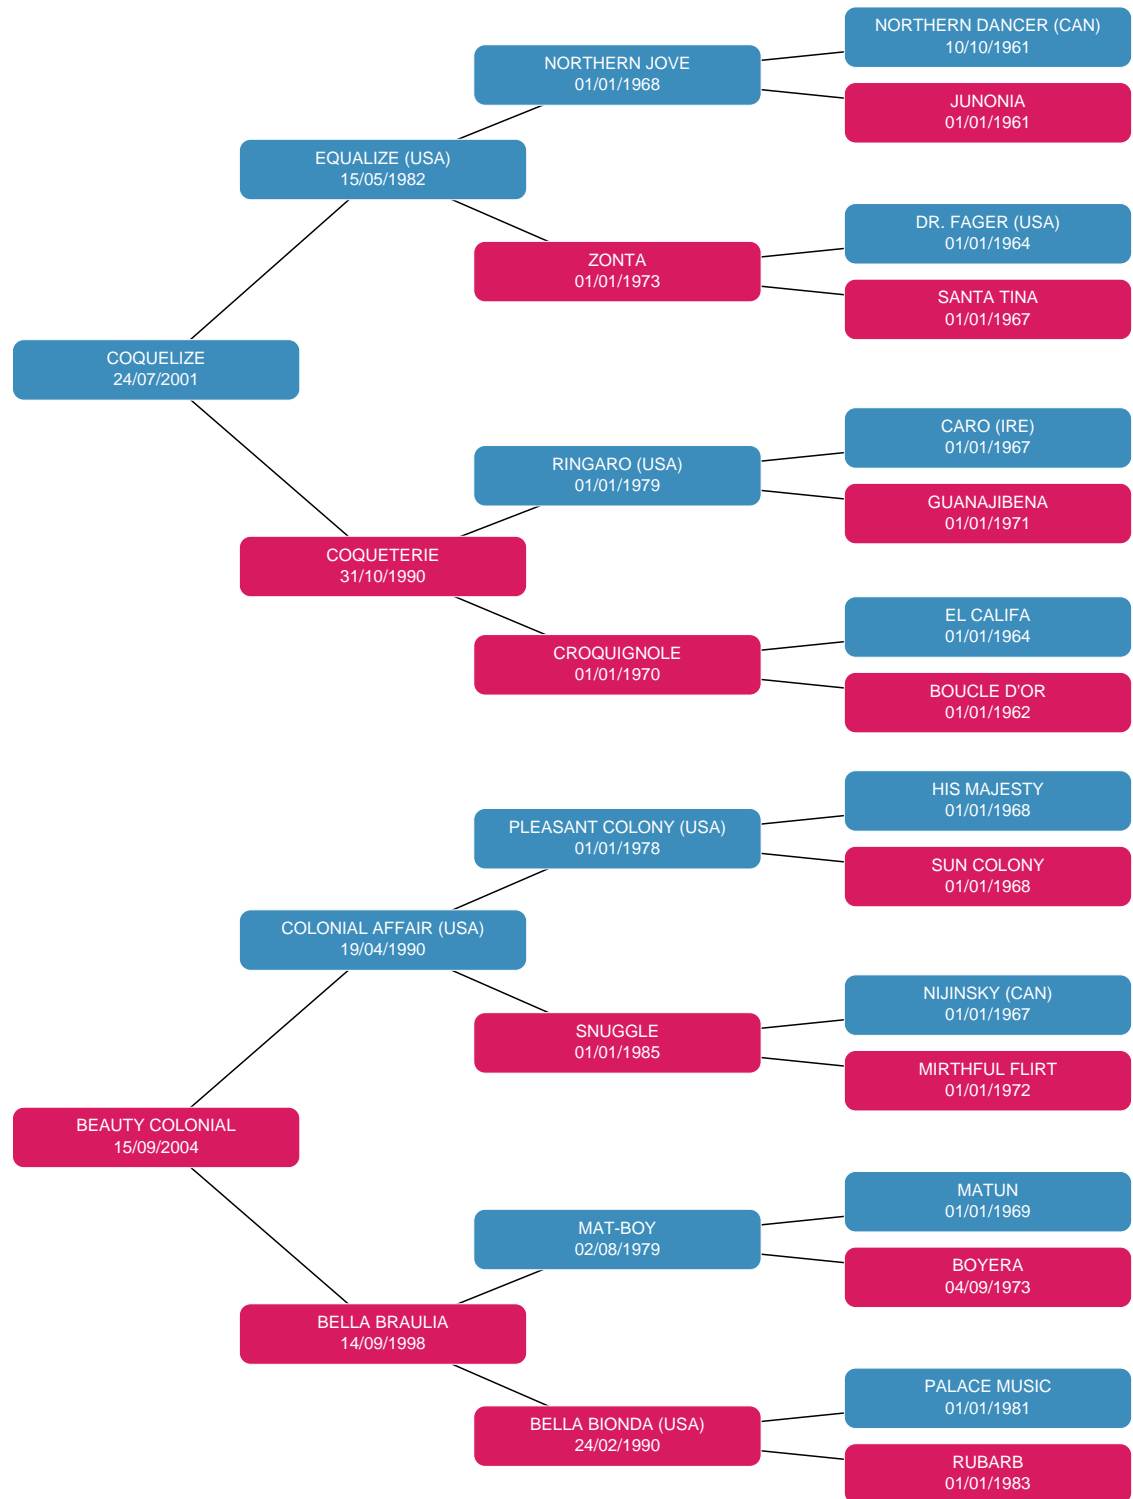 NORTHERN DANCER (CAN)
10/10/1961
NORTHERN JOVE
01/01/1968
JUNONIA
01/01/1961
EQUALIZE (USA)
15/05/1982
DR. FAGER (USA)
01/01/1964
ZONTA
01/01/1973
SANTA TINA
01/01/1967
COQUELIZE
24/07/2001
CARO (IRE)
01/01/1967
RINGARO (USA)
01/01/1979
GUANAJIBENA
01/01/1971
COQUETERIE
31/10/1990
EL CALIFA
01/01/1964
CROQUIGNOLE
01/01/1970
BOUCLE D'OR
01/01/1962
HIS MAJESTY
01/01/1968
PLEASANT COLONY (USA)
01/01/1978
SUN COLONY
01/01/1968
COLONIAL AFFAIR (USA)
19/04/1990
NIJINSKY (CAN)
01/01/1967
SNUGGLE
01/01/1985
MIRTHFUL FLIRT
01/01/1972
BEAUTY COLONIAL
15/09/2004
MATUN
01/01/1969
MAT-BOY
02/08/1979
BOYERA
04/09/1973
BELLA BRAULIA
14/09/1998
PALACE MUSIC
01/01/1981
BELLA BIONDA (USA)
24/02/1990
RUBARB
01/01/1983